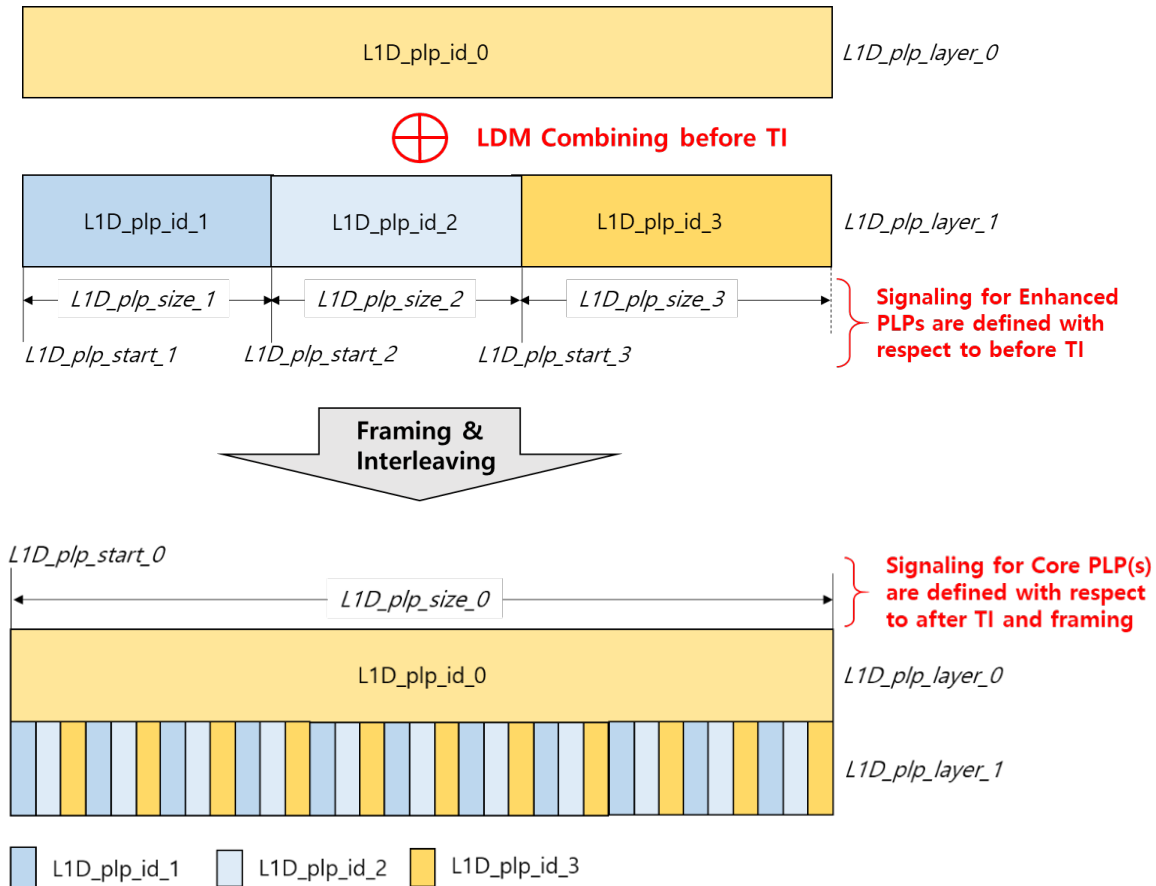 L1D_plp_id_0
L1D_plp_layer_0
LDM Combining before TI
L1D_plp_id_1
L1D_plp_id_2
L1D_plp_id_3
L1D_plp_layer_1
L1D_plp_size_1
L1D_plp_size_2
L1D_plp_size_3
Signaling for Enhanced
PLPs are defined with
respect to before TI
L1D_plp_start_1
L1D_plp_start_2
L1D_plp_start_3
Framing &
Interleaving
L1D_plp_start_0
L1D_plp_size_0
Signaling for Core PLP(s)
are defined with respect
to after TI and framing
L1D_plp_id_0
L1D_plp_layer_0
L1D_plp_layer_1
L1D_plp_id_1
L1D_plp_id_2
L1D_plp_id_3